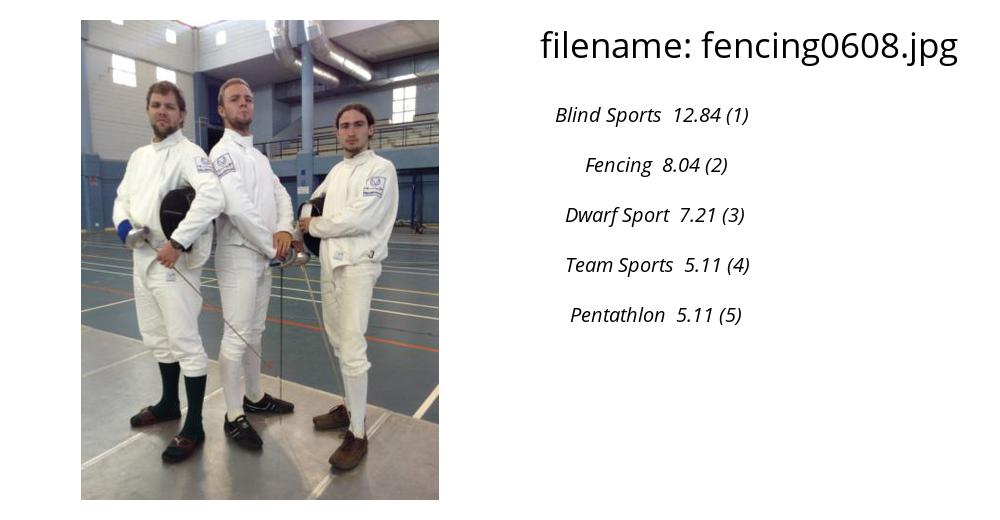 filename: fencing0608.jpg
Blind Sports 12.84 (1)
Fencing 8.04 (2)
Dwarf Sport 7.21 (3)
Team Sports 5.11 (4)
Pentathlon 5.11 (5)